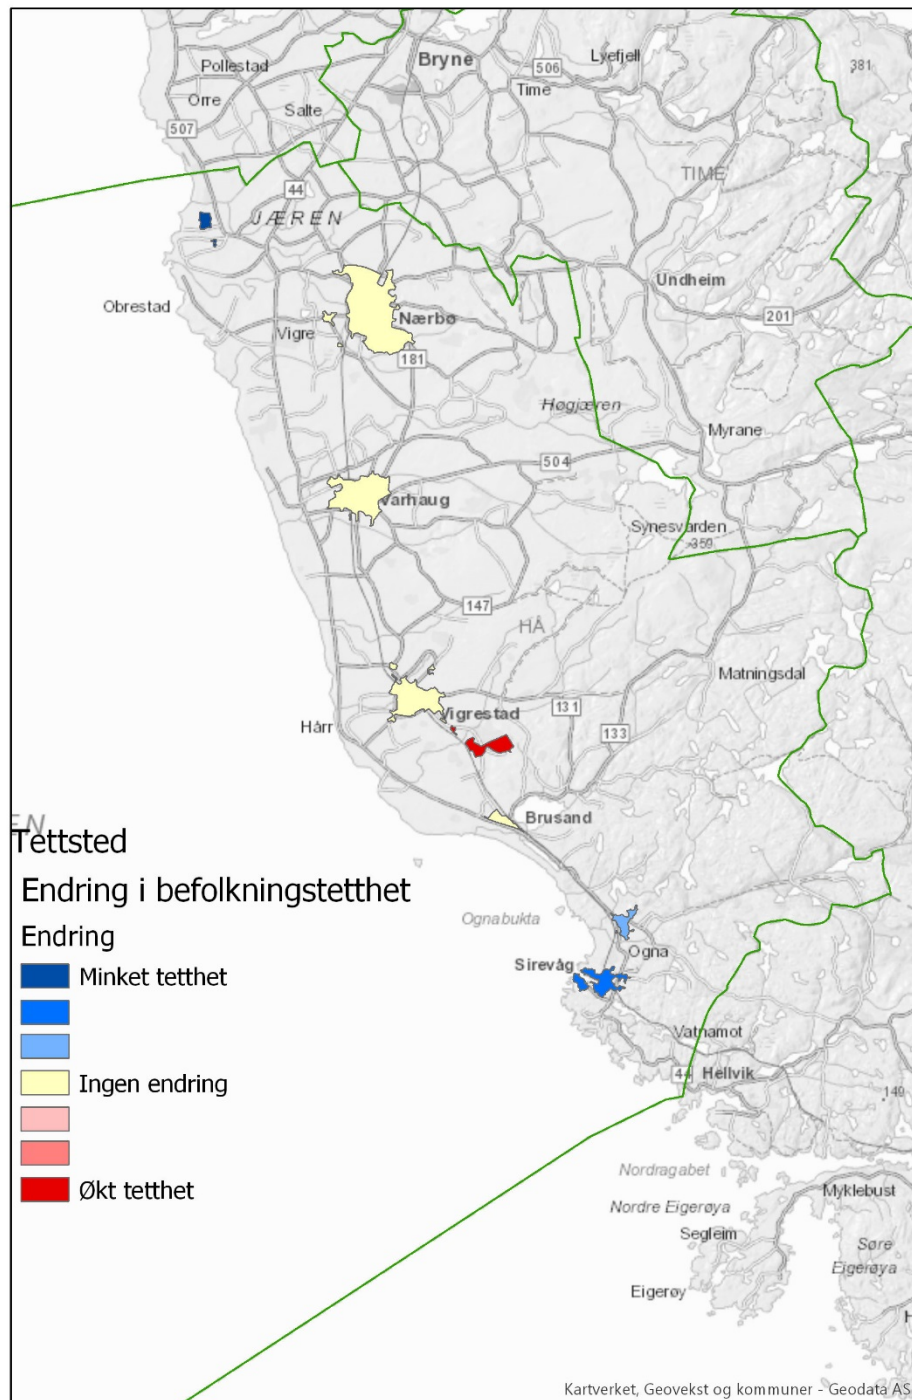 Bryne
Lyefjell
Pollestad
506
381
Time
Orre
Salte
507
TIME
44
JÆREN
Undheim
Obrestad
201
Nærbø
Vigre
181
Høgjæren
Myrane
504
Varhaug
Synesvarden
359
147
HÅ
Matningsdal
Vigrestad
131
Hårr
133
Brusand
EN
Tettsted
Endring i befolkningstetthet
Ognabukta
Endring
Ogna
Sirevåg
Minket tetthet
Vatnamot
44
Hellvik
Ingen endring
149
Nordragabet
Økt tetthet
Myklebust
Nordre Eigerøya
Segleim
Søre
Eigerøya
Eigerøy
H
Kartverket, Geovekst og kommuner - Geodata AS